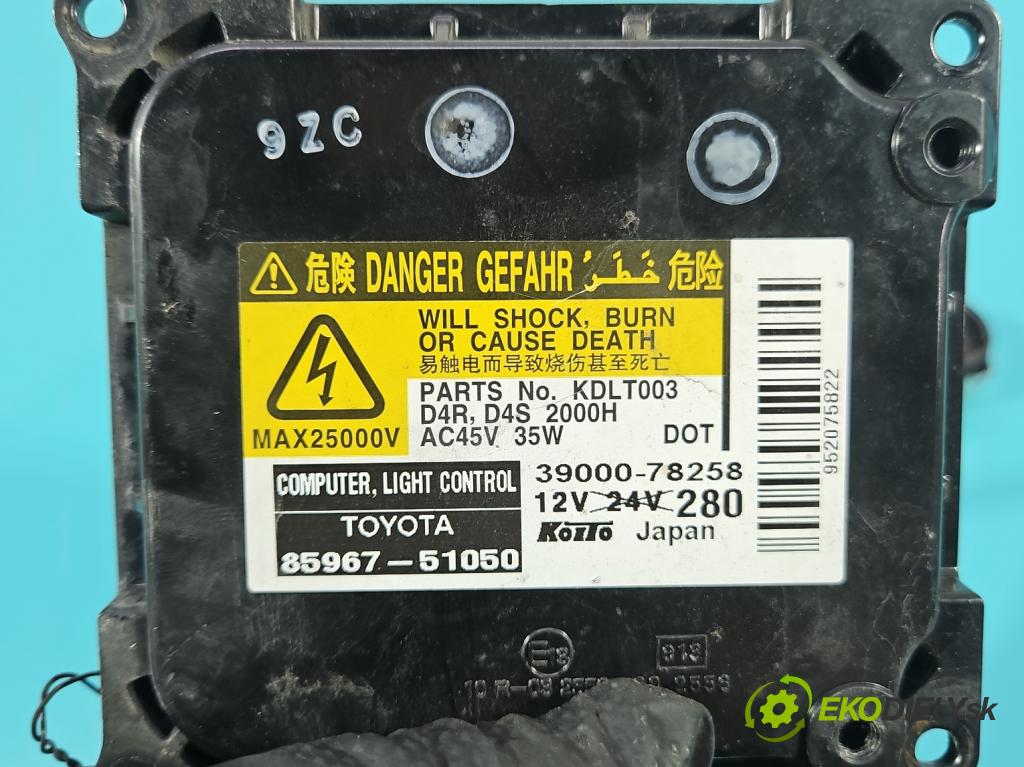 9ZC
危険 DANGER GEFAHR خَطَرٌ 危险
WILL SHOCK, BURN
OR CAUSE DEATH
易触电而导致烧伤甚至死亡
MAX25000V
PARTS No. KDLT003
D4R, D4S 2000H
AC45V 35W DOT
COMPUTER, LIGHT CONTROL
TOYOTA
85967-51050
39000-78258
12V 24V 280
KOITO Japan
952075822
E13
10 R-03
EKODIELY.sk